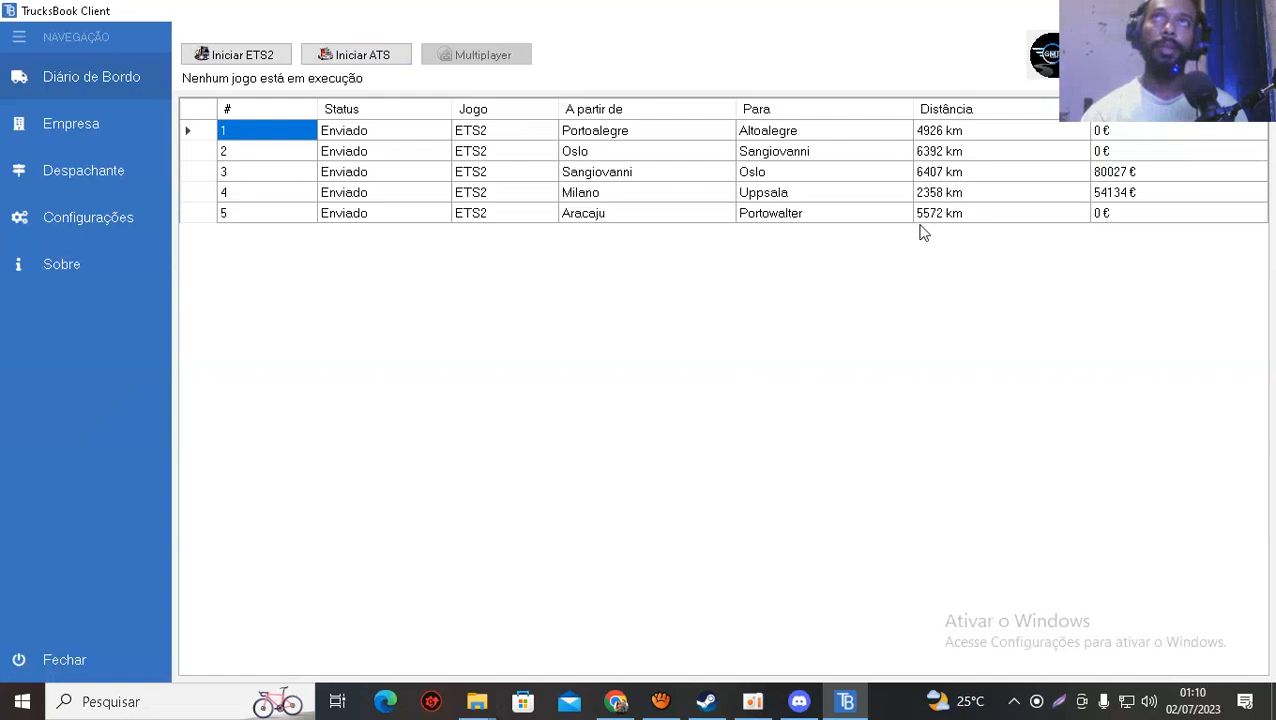 TrucksBook Client
NAVEGAÇÃO
Diário de Bordo
Empresa
Despachante
Configurações
Sobre
Fechar
Iniciar ETS2 Iniciar ATS Multiplayer
Nenhum jogo está em execução
# Status Jogo A partir de Para Distância
1 Enviado ETS2 Portoalegre Altoalegre 4926 km 0 €
2 Enviado ETS2 Oslo Sangiovanni 6392 km 0 €
3 Enviado ETS2 Sangiovanni Oslo 6407 km 80027 €
4 Enviado ETS2 Milano Uppsala 2358 km 54134 €
5 Enviado ETS2 Aracaju Portowalter 5572 km 0 €
Ativar o Windows
Acesse Configurações para ativar o Windows.
Pesquisar
TB
25°C
01:10
02/07/2023